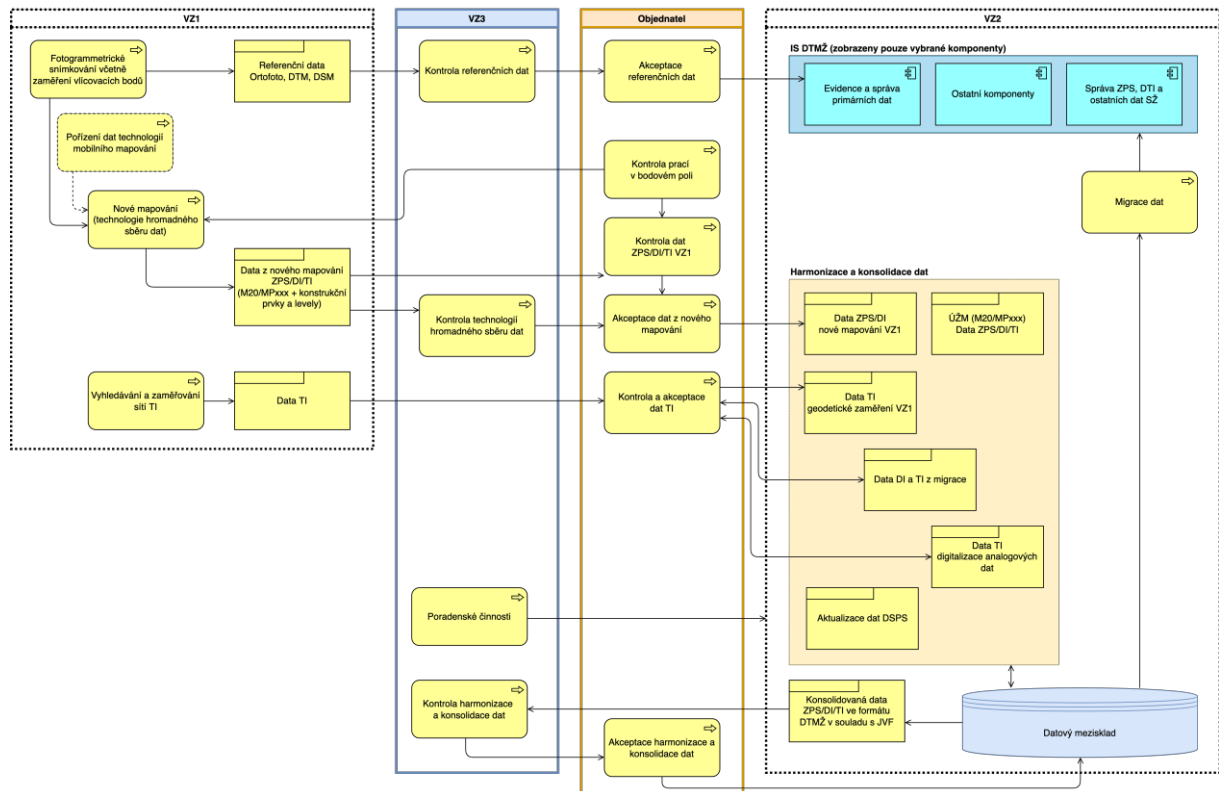 VZ1
Fotogrammetrické
snímkování včetně
zaměření vlícovacích bodů
Referenční data
Ortofoto, DTM, DSM
Pořízení dat technologií
mobilního mapování
Nové mapování
(technologie hromadného
sběru dat)
Data z nového mapování
ZPS/DI/TI
(M20/MPxxx + konstrukční
prvky a levely)
Vyhledávání a zaměřování
sítí TI
Data TI
VZ3
Kontrola referenčních dat
Kontrola technologií
hromadného sběru dat
Poradenské činnosti
Kontrola harmonizace
a konsolidace dat
Objednatel
Akceptace
referenčních dat
Kontrola prací
v bodovém poli
Kontrola dat
ZPS/DI/TI VZ1
Akceptace dat z nového
mapování
Kontrola a akceptace
dat TI
Akceptace harmonizace a
konsolidace dat
VZ2
IS DTMŽ (zobrazeny pouze vybrané komponenty)
Evidence a správa
primárních dat
Ostatní komponenty
Správa ZPS, DTI a
ostatních dat SŽ
Migrace dat
Harmonizace a konsolidace dat
Data ZPS/DI
nové mapování VZ1
ÚŽM (M20/MPxxx)
Data ZPS/DI/TI
Data TI
geodetické zaměření VZ1
Data DI a TI z migrace
Data TI
digitalizace analogových
dat
Aktualizace dat DSPS
Konsolidovaná data
ZPS/DI/TI ve formátu
DTMŽ v souladu s JVF
Datový mezisklad